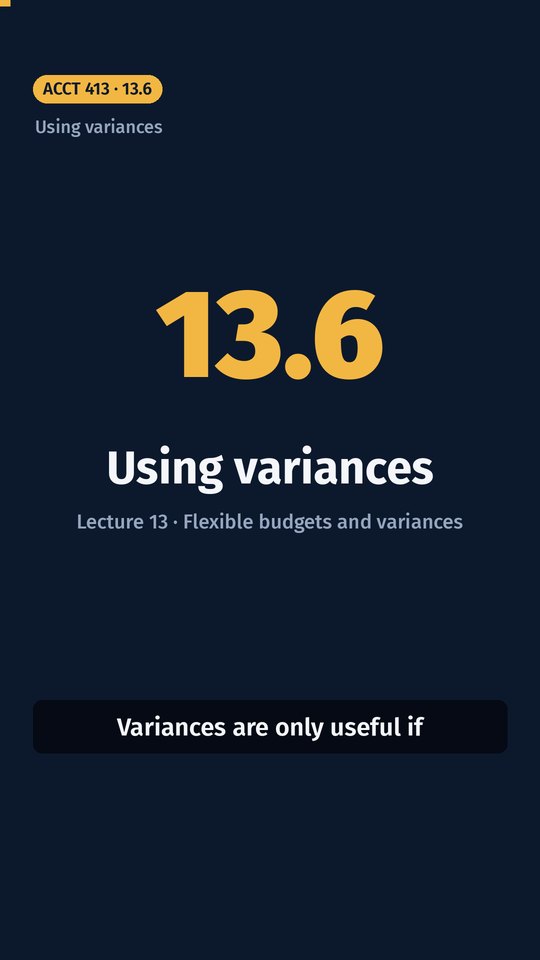 ACCT 413 · 13.6
Using variances
13.6
Using variances
Lecture 13 · Flexible budgets and variances
Variances are only useful if